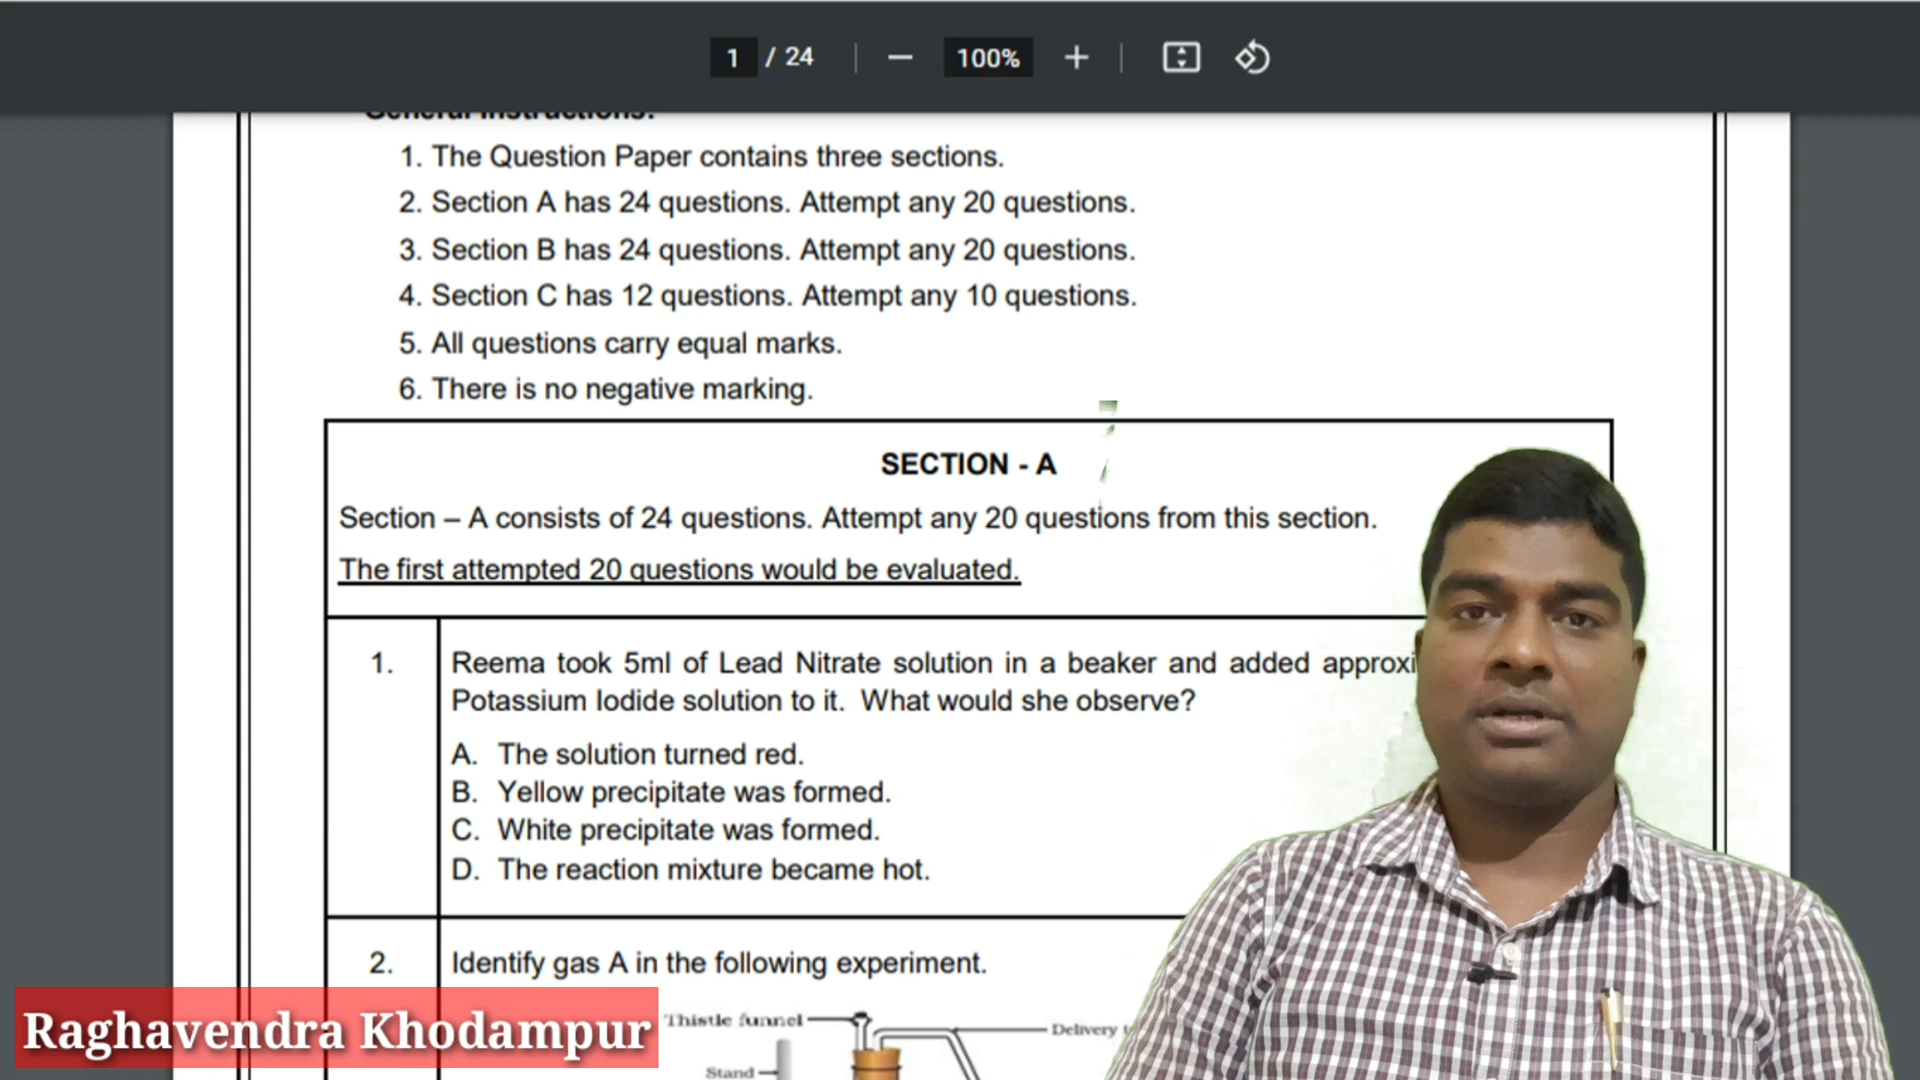 1 / 24
100%
General Instructions:
1. The Question Paper contains three sections.
2. Section A has 24 questions. Attempt any 20 questions.
3. Section B has 24 questions. Attempt any 20 questions.
4. Section C has 12 questions. Attempt any 10 questions.
5. All questions carry equal marks.
6. There is no negative marking.
SECTION - A
Section – A consists of 24 questions. Attempt any 20 questions from this section.
The first attempted 20 questions would be evaluated.
1. Reema took 5ml of Lead Nitrate solution in a beaker and added approxi
Potassium Iodide solution to it. What would she observe?
A. The solution turned red.
B. Yellow precipitate was formed.
C. White precipitate was formed.
D. The reaction mixture became hot.
2. Identify gas A in the following experiment.
Thistle funnel
Delivery t
Stand
Raghavendra Khodampur